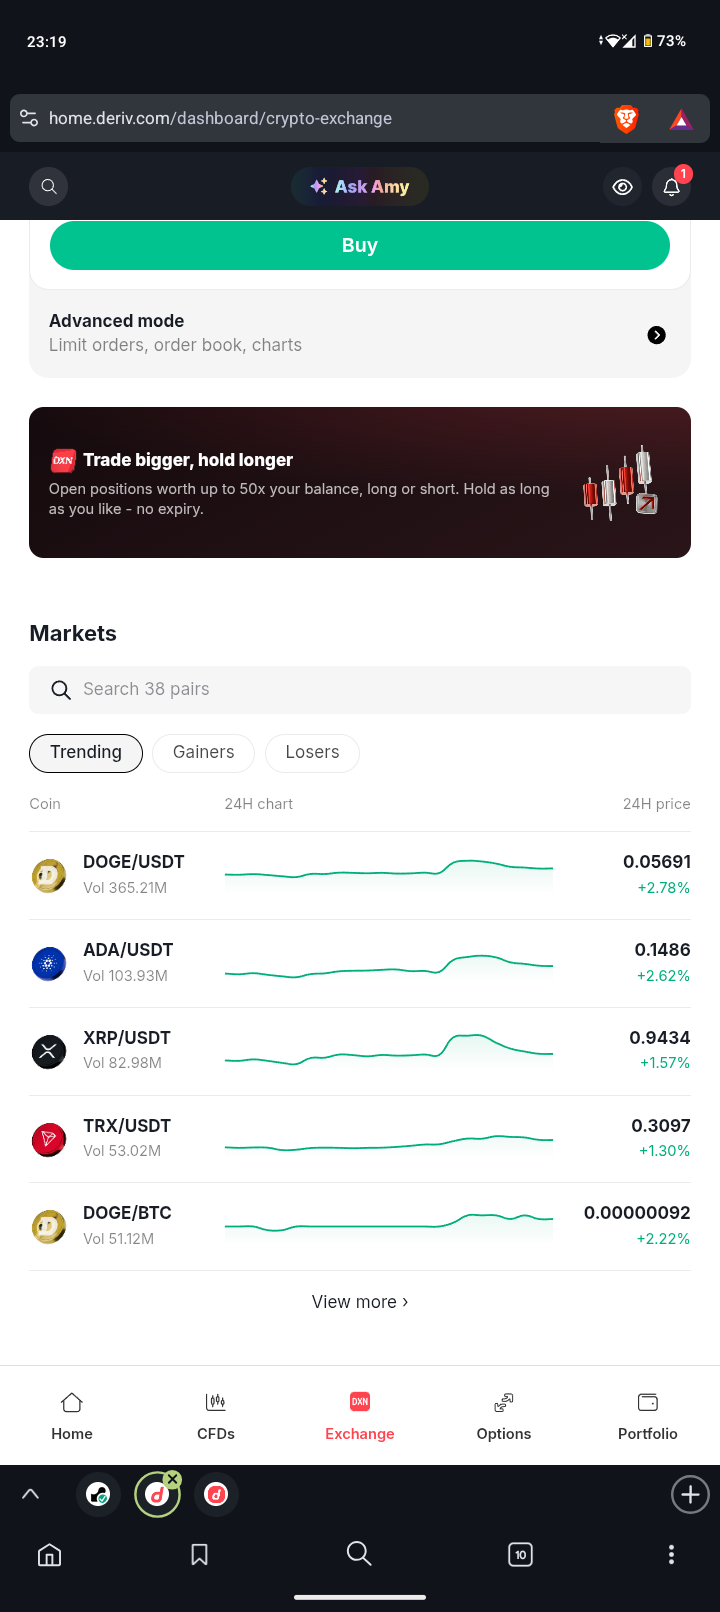 23:19
73%
home.deriv.com/dashboard/crypto-exchange
Ask Amy
1
Buy
Advanced mode
Limit orders, order book, charts
DXN Trade bigger, hold longer
Open positions worth up to 50x your balance, long or short. Hold as long
as you like - no expiry.
Markets
Search 38 pairs
Trending Gainers Losers
Coin 24H chart 24H price
DOGE/USDT 0.05691
Vol 365.21M +2.78%
ADA/USDT 0.1486
Vol 103.93M +2.62%
XRP/USDT 0.9434
Vol 82.98M +1.57%
TRX/USDT 0.3097
Vol 53.02M +1.30%
DOGE/BTC 0.00000092
Vol 51.12M +2.22%
View more ›
DXN
Home CFDs Exchange Options Portfolio
10